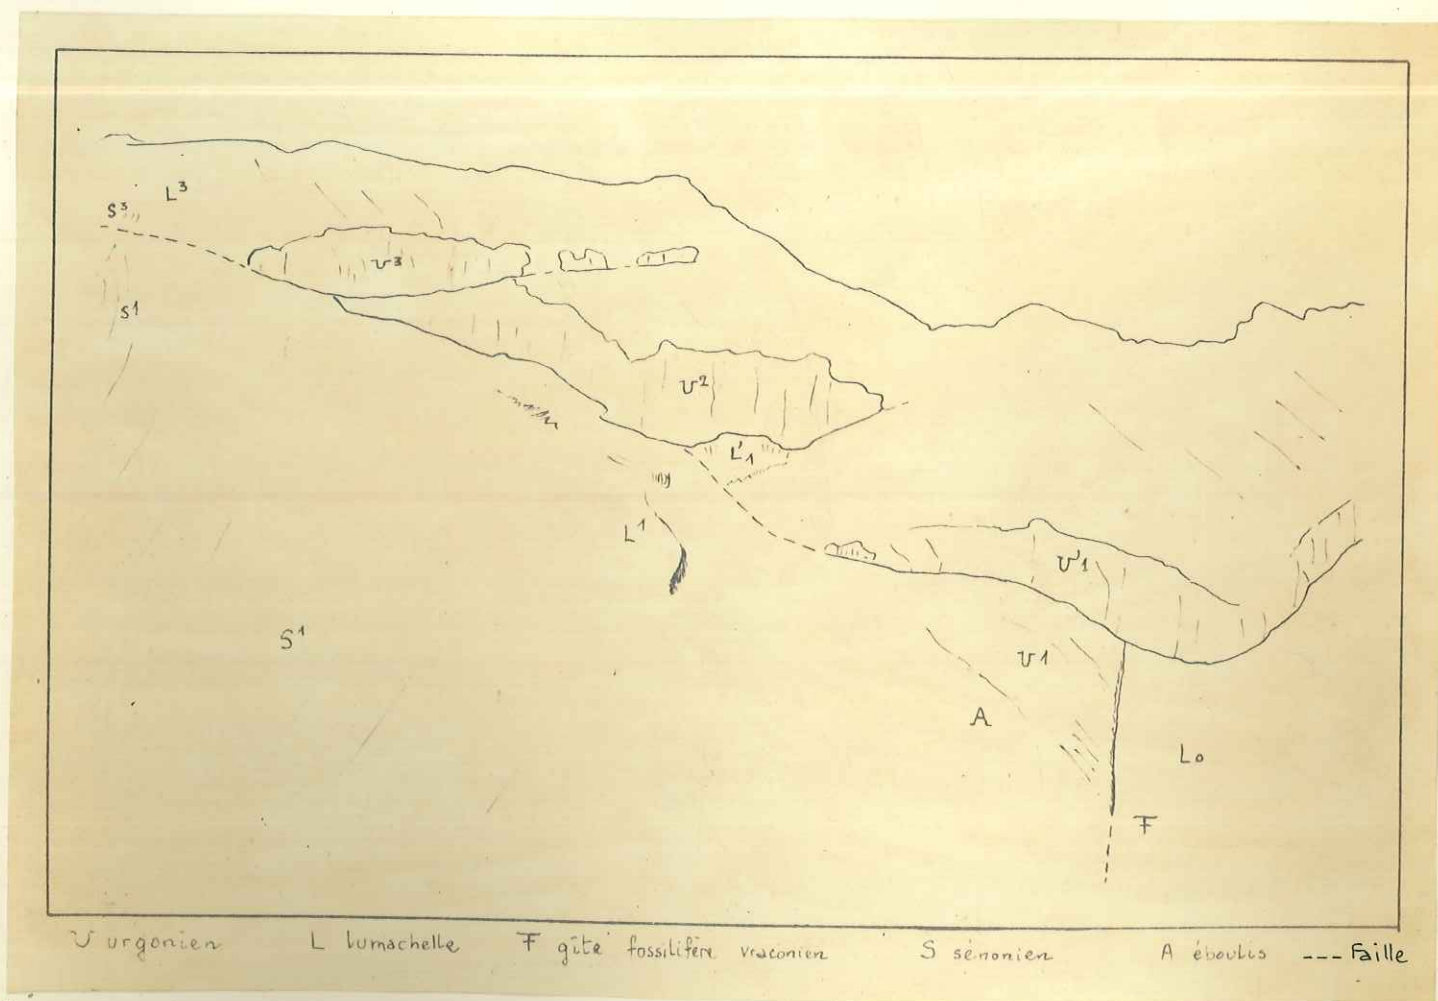 L³
S³
U³
S1
U²
L'1
L¹
U'1
S¹
U1
A
Lo
F
U urgonien L lumachelle F gîte fossilifère vraconien S sénonien A éboulis --- Faille